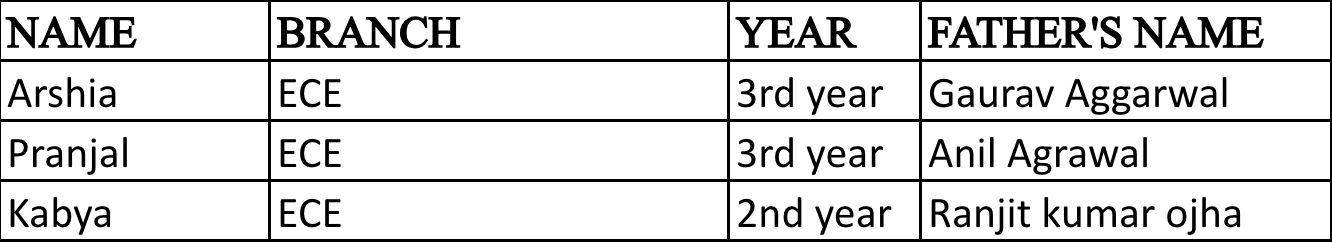 NAME BRANCH YEAR FATHER'S NAME
Arshia ECE 3rd year Gaurav Aggarwal
Pranjal ECE 3rd year Anil Agrawal
Kabya ECE 2nd year Ranjit kumar ojha